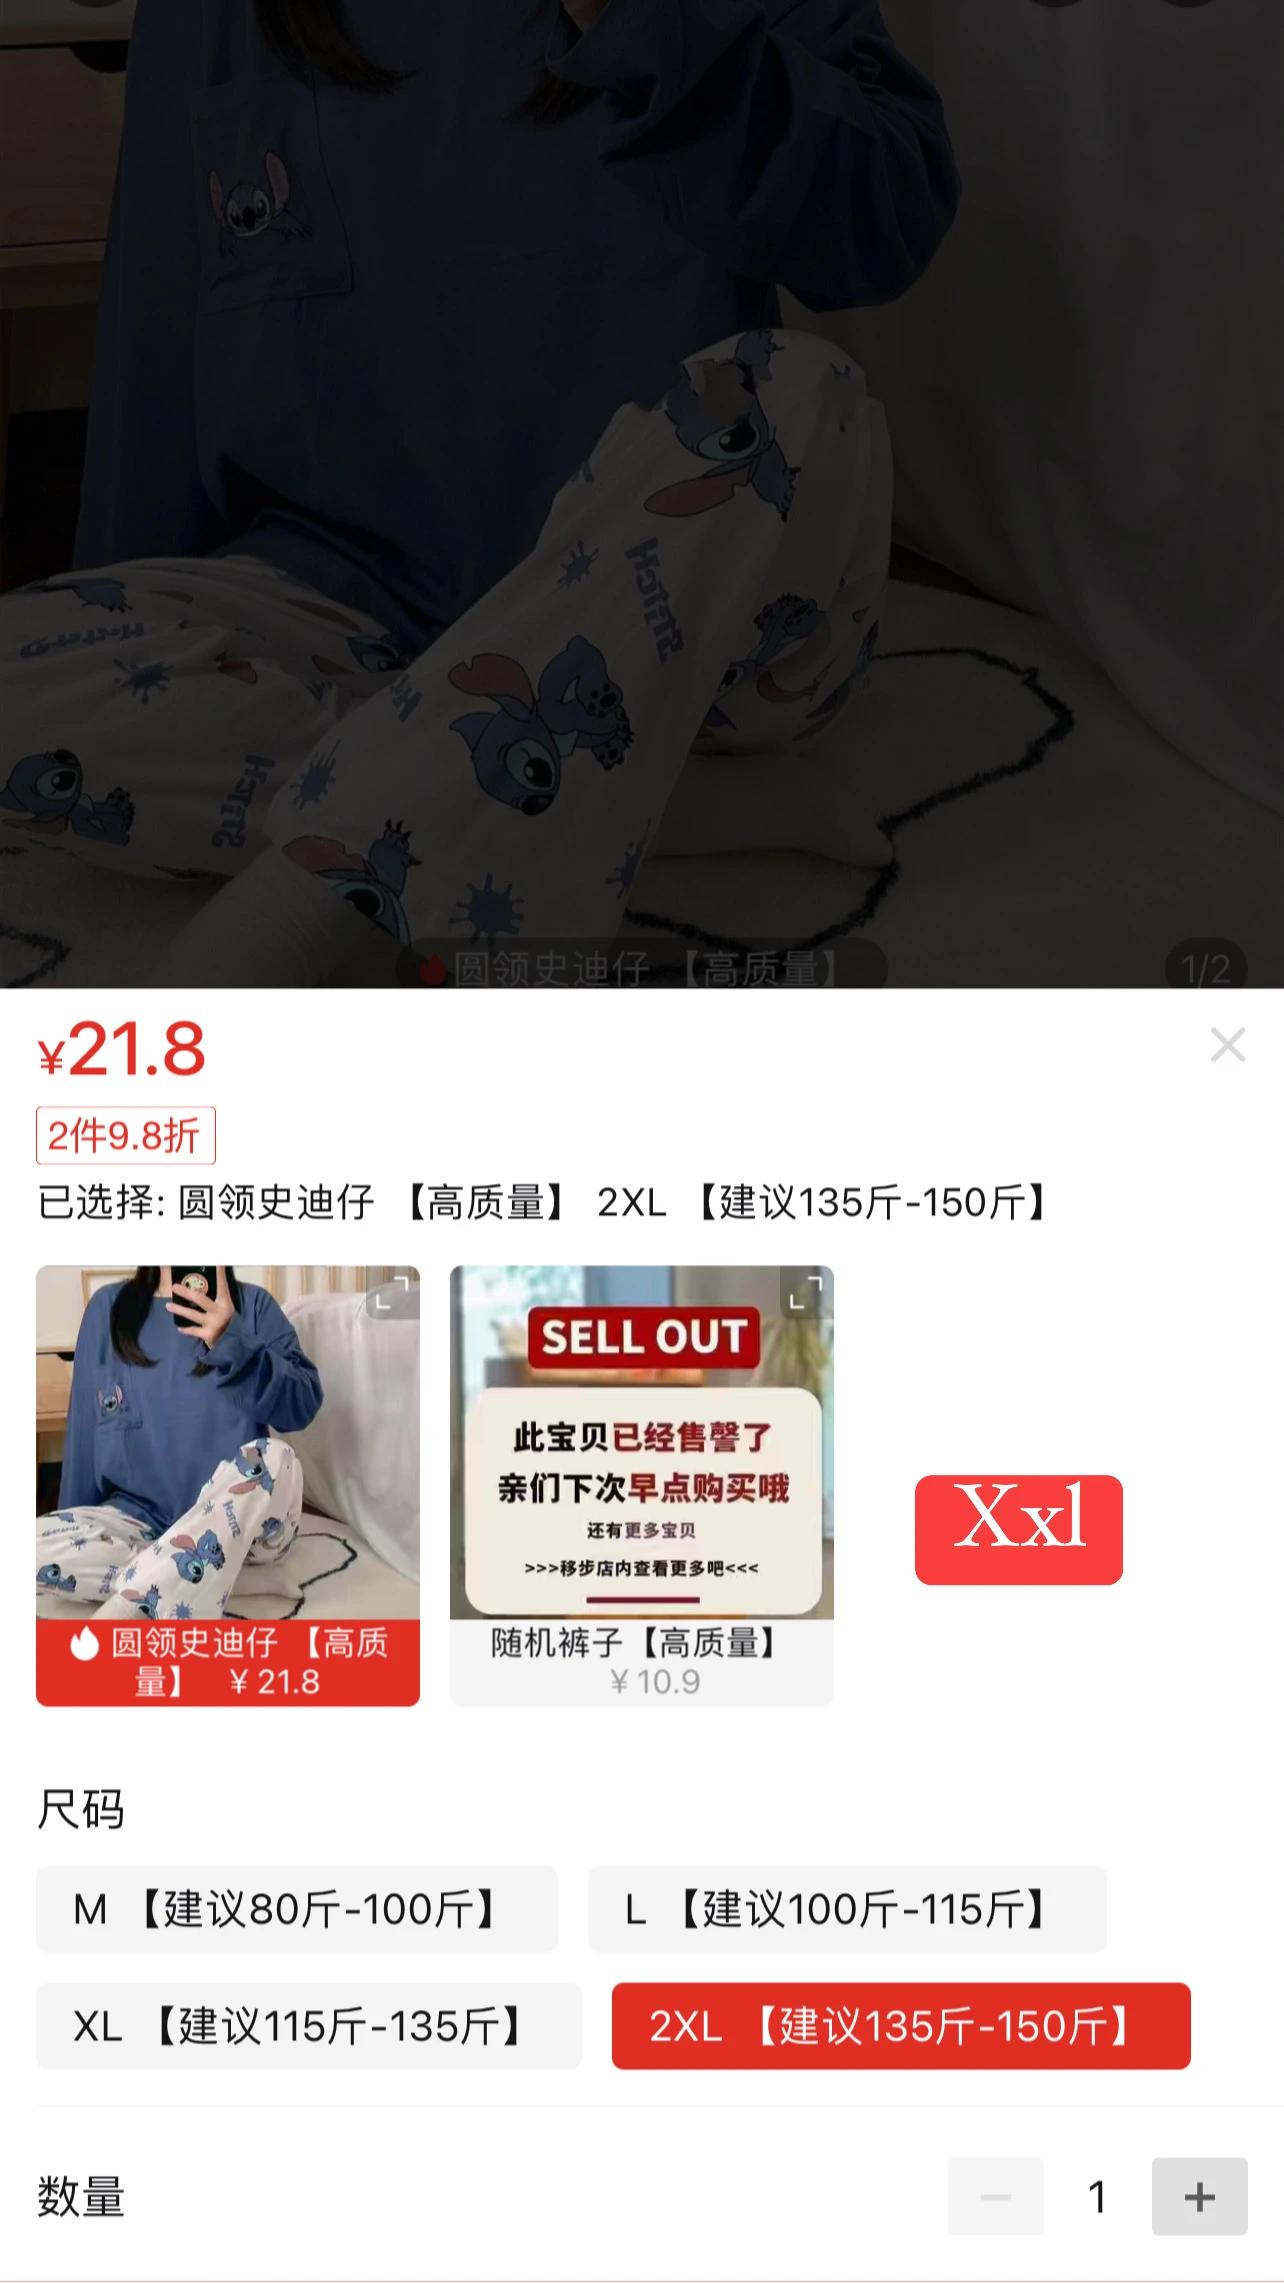 圆领史迪仔 【高质量】
1/2
¥21.8
2件9.8折
已选择: 圆领史迪仔 【高质量】 2XL 【建议135斤-150斤】
SELL OUT
此宝贝已经售罄了
亲们下次早点购买哦
还有更多宝贝
>>>移步店内查看更多吧<<<
Xxl
圆领史迪仔 【高质
量】 ¥ 21.8
随机裤子【高质量】
¥ 10.9
尺码
M 【建议80斤-100斤】
L 【建议100斤-115斤】
XL 【建议115斤-135斤】
2XL 【建议135斤-150斤】
数量
1